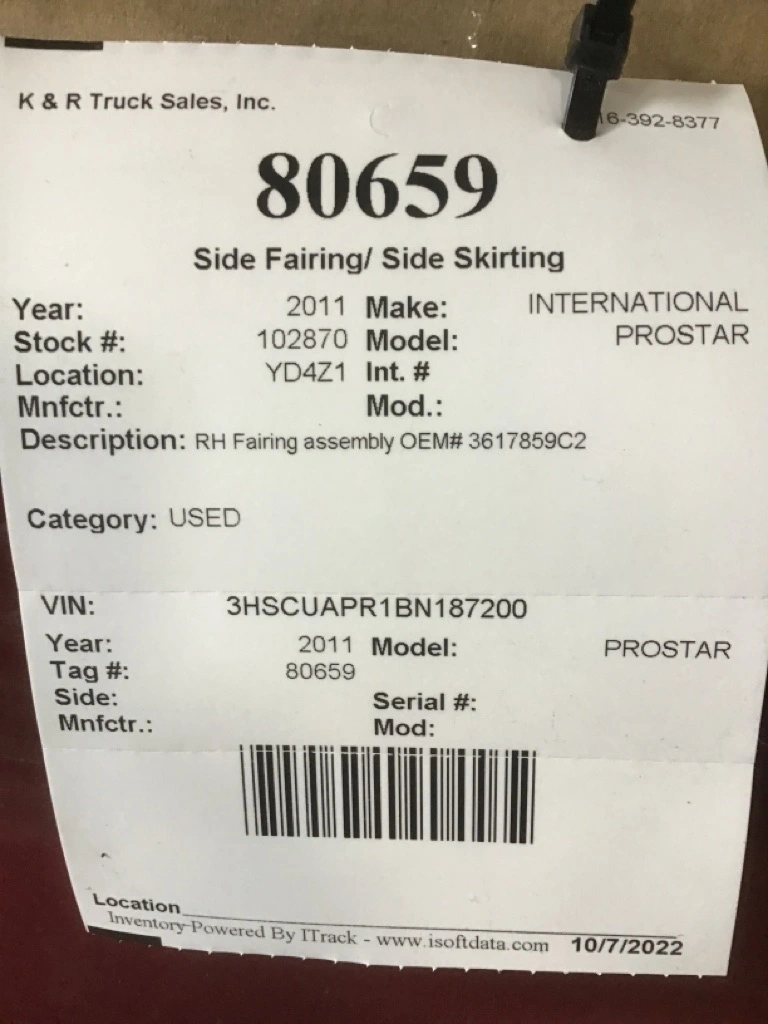 K & R Truck Sales, Inc. 16-392-8377
80659
Side Fairing/ Side Skirting
Year: 2011 Make: INTERNATIONAL
Stock #: 102870 Model: PROSTAR
Location: YD4Z1 Int. #
Mnfctr.: Mod.:
Description: RH Fairing assembly OEM# 3617859C2
Category: USED
VIN: 3HSCUAPR1BN187200
Year: 2011 Model: PROSTAR
Tag #: 80659
Side: Serial #:
Mnfctr.: Mod:
Location
Inventory Powered By ITrack - www.isoftdata.com 10/7/2022